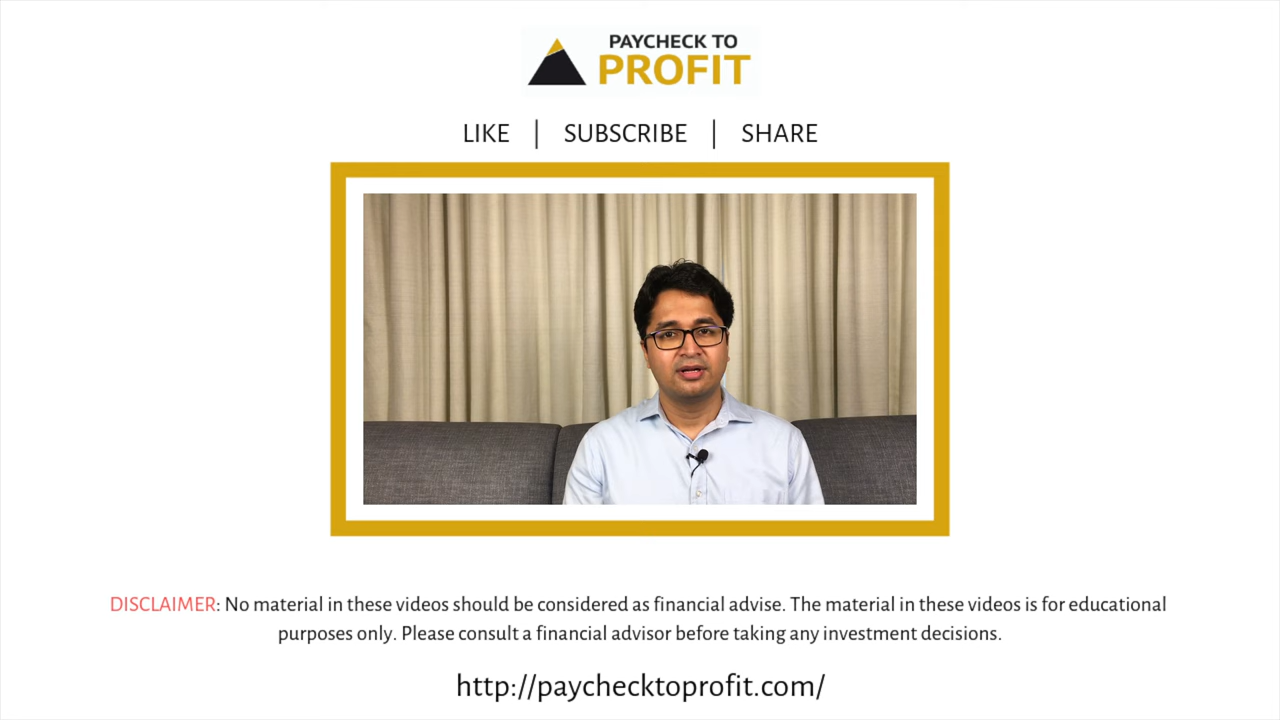 PAYCHECK TO
PROFIT
LIKE | SUBSCRIBE | SHARE
DISCLAIMER: No material in these videos should be considered as financial advise. The material in these videos is for educational
purposes only. Please consult a financial advisor before taking any investment decisions.
http://paychecktoprofit.com/